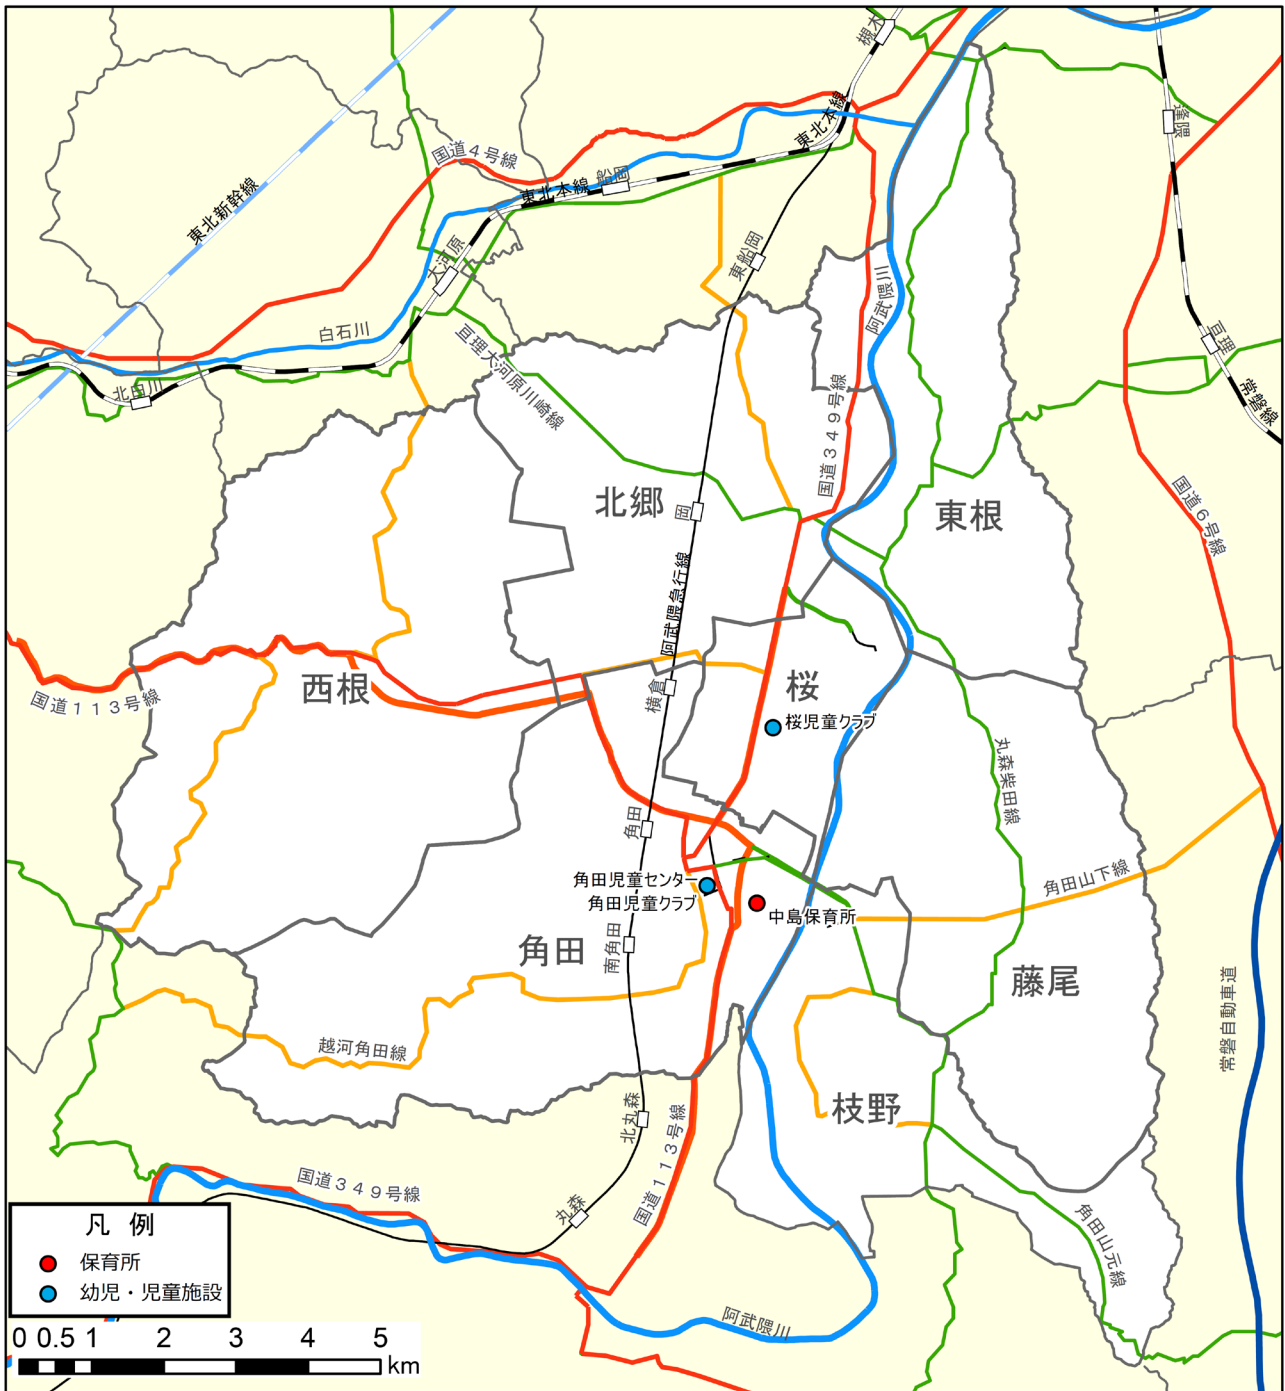 槻木
逢隈
東北本線
国道4号線
東北本線
船岡
東北新幹線
大河原
東船岡
阿武隈川
白石川
亘理大河原川崎線
亘理
北白川
常磐線
国道349号線
北郷
岡
東根
国道6号線
阿武隈急行線
西根
国道113号線
横倉
桜
桜児童クラブ
丸森柴田線
角田
角田児童センター
角田児童クラブ
中島保育所
角田山下線
南角田
角田
藤尾
常磐自動車道
越河角田線
枝野
北丸森
国道113号線
国道349号線
丸森
角田山元線
阿武隈川
凡 例
保育所
幼児・児童施設
0 0.5 1 2 3 4 5
km